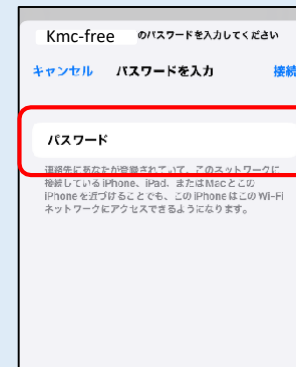 Kmc-free のパスワードを入力してください
キャンセル パスワードを入力 接続
パスワード
連絡先にあなたが登録されていて、このネットワークに
接続しているiPhone、iPad、またはMacとこの
iPhoneを近づけることでも、このiPhoneはこのWi-Fi
ネットワークにアクセスできるようになります。